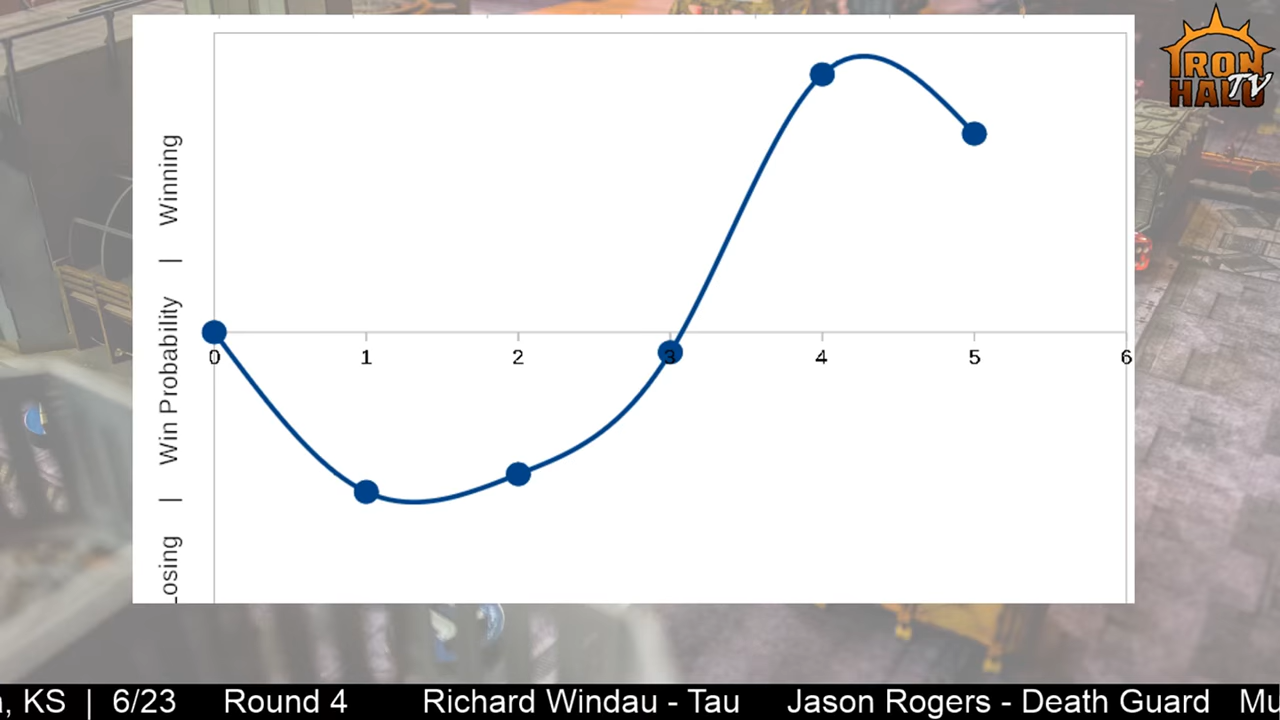 IRON
HALO
TV
Losing | Win Probability | Winning
0 1 2 3 4 5 6
, KS | 6/23 Round 4 Richard Windau - Tau Jason Rogers - Death Guard